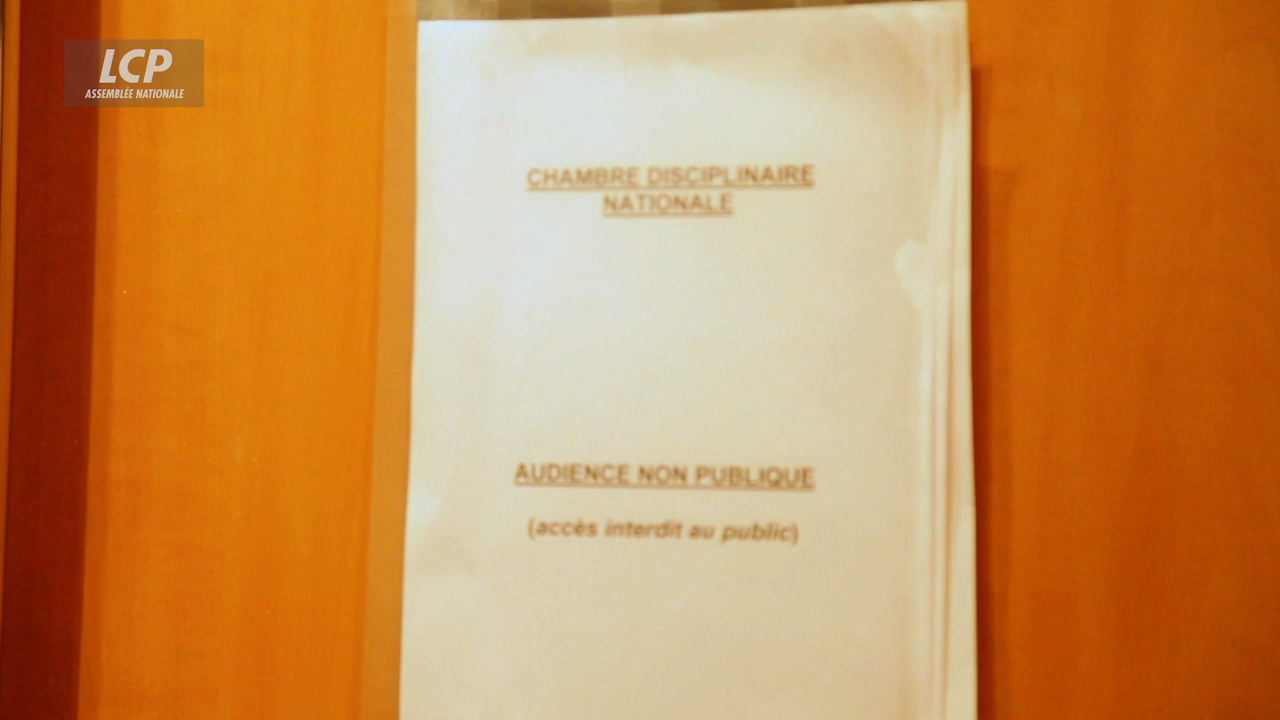 LCP
ASSEMBLÉE NATIONALE
CHAMBRE DISCIPLINAIRE
NATIONALE
AUDIENCE NON PUBLIQUE
(accès interdit au public)